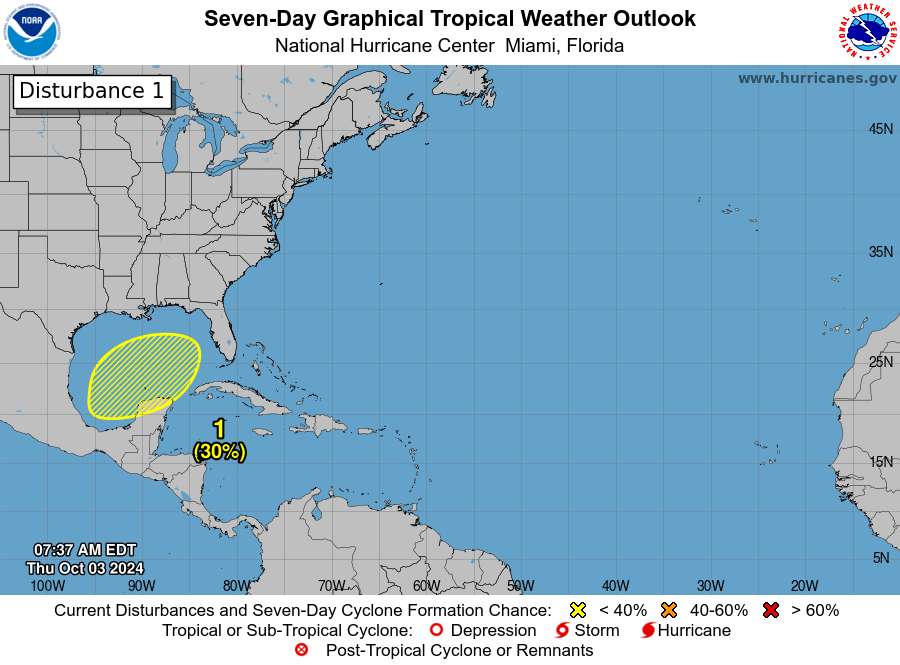 Seven-Day Graphical Tropical Weather Outlook
National Hurricane Center Miami, Florida
NOAA
NATIONAL WEATHER SERVICE
www.hurricanes.gov
Disturbance 1
45N
35N
25N
1
(30%)
15N
5N
07:37 AM EDT
Thu Oct 03 2024
100W 90W 80W 70W 60W 50W 40W 30W 20W
Current Disturbances and Seven-Day Cyclone Formation Chance: < 40% 40-60% > 60%
Tropical or Sub-Tropical Cyclone: Depression Storm Hurricane
Post-Tropical Cyclone or Remnants